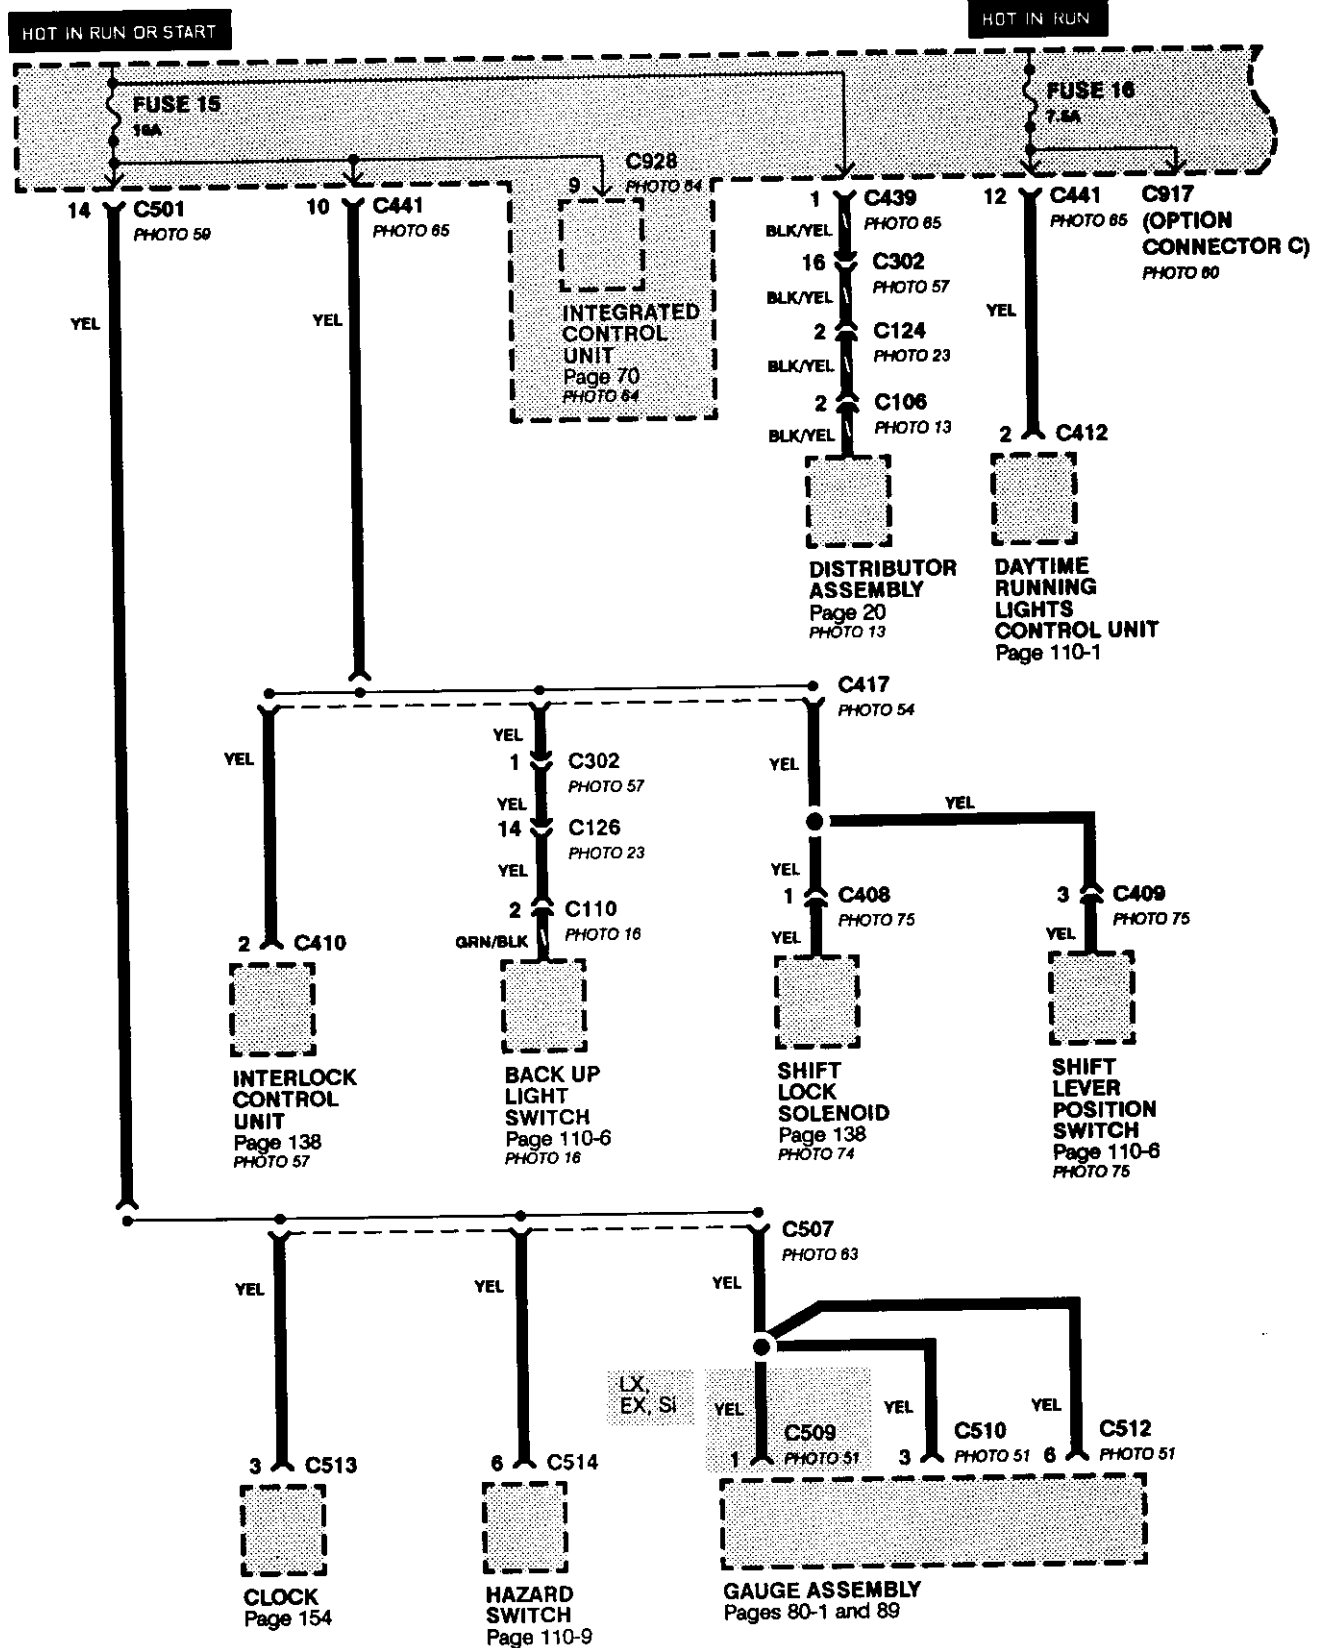 HOT IN RUN OR START
HOT IN RUN
FUSE 15
FUSE 16
7.5A
C928
PHOTO 64
9
14 C501
PHOTO 59
10 C441
PHOTO 65
1 C439
PHOTO 65
12 C441
PHOTO 65
C917
(OPTION
CONNECTOR C)
PHOTO 60
YEL
YEL
INTEGRATED
CONTROL
UNIT
Page 70
PHOTO 64
BLK/YEL
16 C302
PHOTO 57
BLK/YEL
2 C124
PHOTO 23
BLK/YEL
2 C106
PHOTO 13
BLK/YEL
YEL
2 C412
DISTRIBUTOR
ASSEMBLY
Page 20
PHOTO 13
DAYTIME
RUNNING
LIGHTS
CONTROL UNIT
Page 110-1
C417
PHOTO 54
YEL
YEL
1 C302
PHOTO 57
YEL
14 C126
PHOTO 23
YEL
2 C110
PHOTO 16
GRN/BLK
YEL
YEL
YEL
1 C408
PHOTO 75
YEL
3 C409
PHOTO 75
YEL
2 C410
INTERLOCK
CONTROL
UNIT
Page 138
PHOTO 57
BACK UP
LIGHT
SWITCH
Page 110-6
PHOTO 16
SHIFT
LOCK
SOLENOID
Page 138
PHOTO 74
SHIFT
LEVER
POSITION
SWITCH
Page 110-6
PHOTO 75
C507
PHOTO 63
YEL
YEL
YEL
LX,
EX, Si
YEL
YEL
YEL
C509
PHOTO 51
1
C510
3 PHOTO 51
C512
6 PHOTO 51
3 C513
6 C514
CLOCK
Page 154
HAZARD
SWITCH
Page 110-9
GAUGE ASSEMBLY
Pages 80-1 and 89